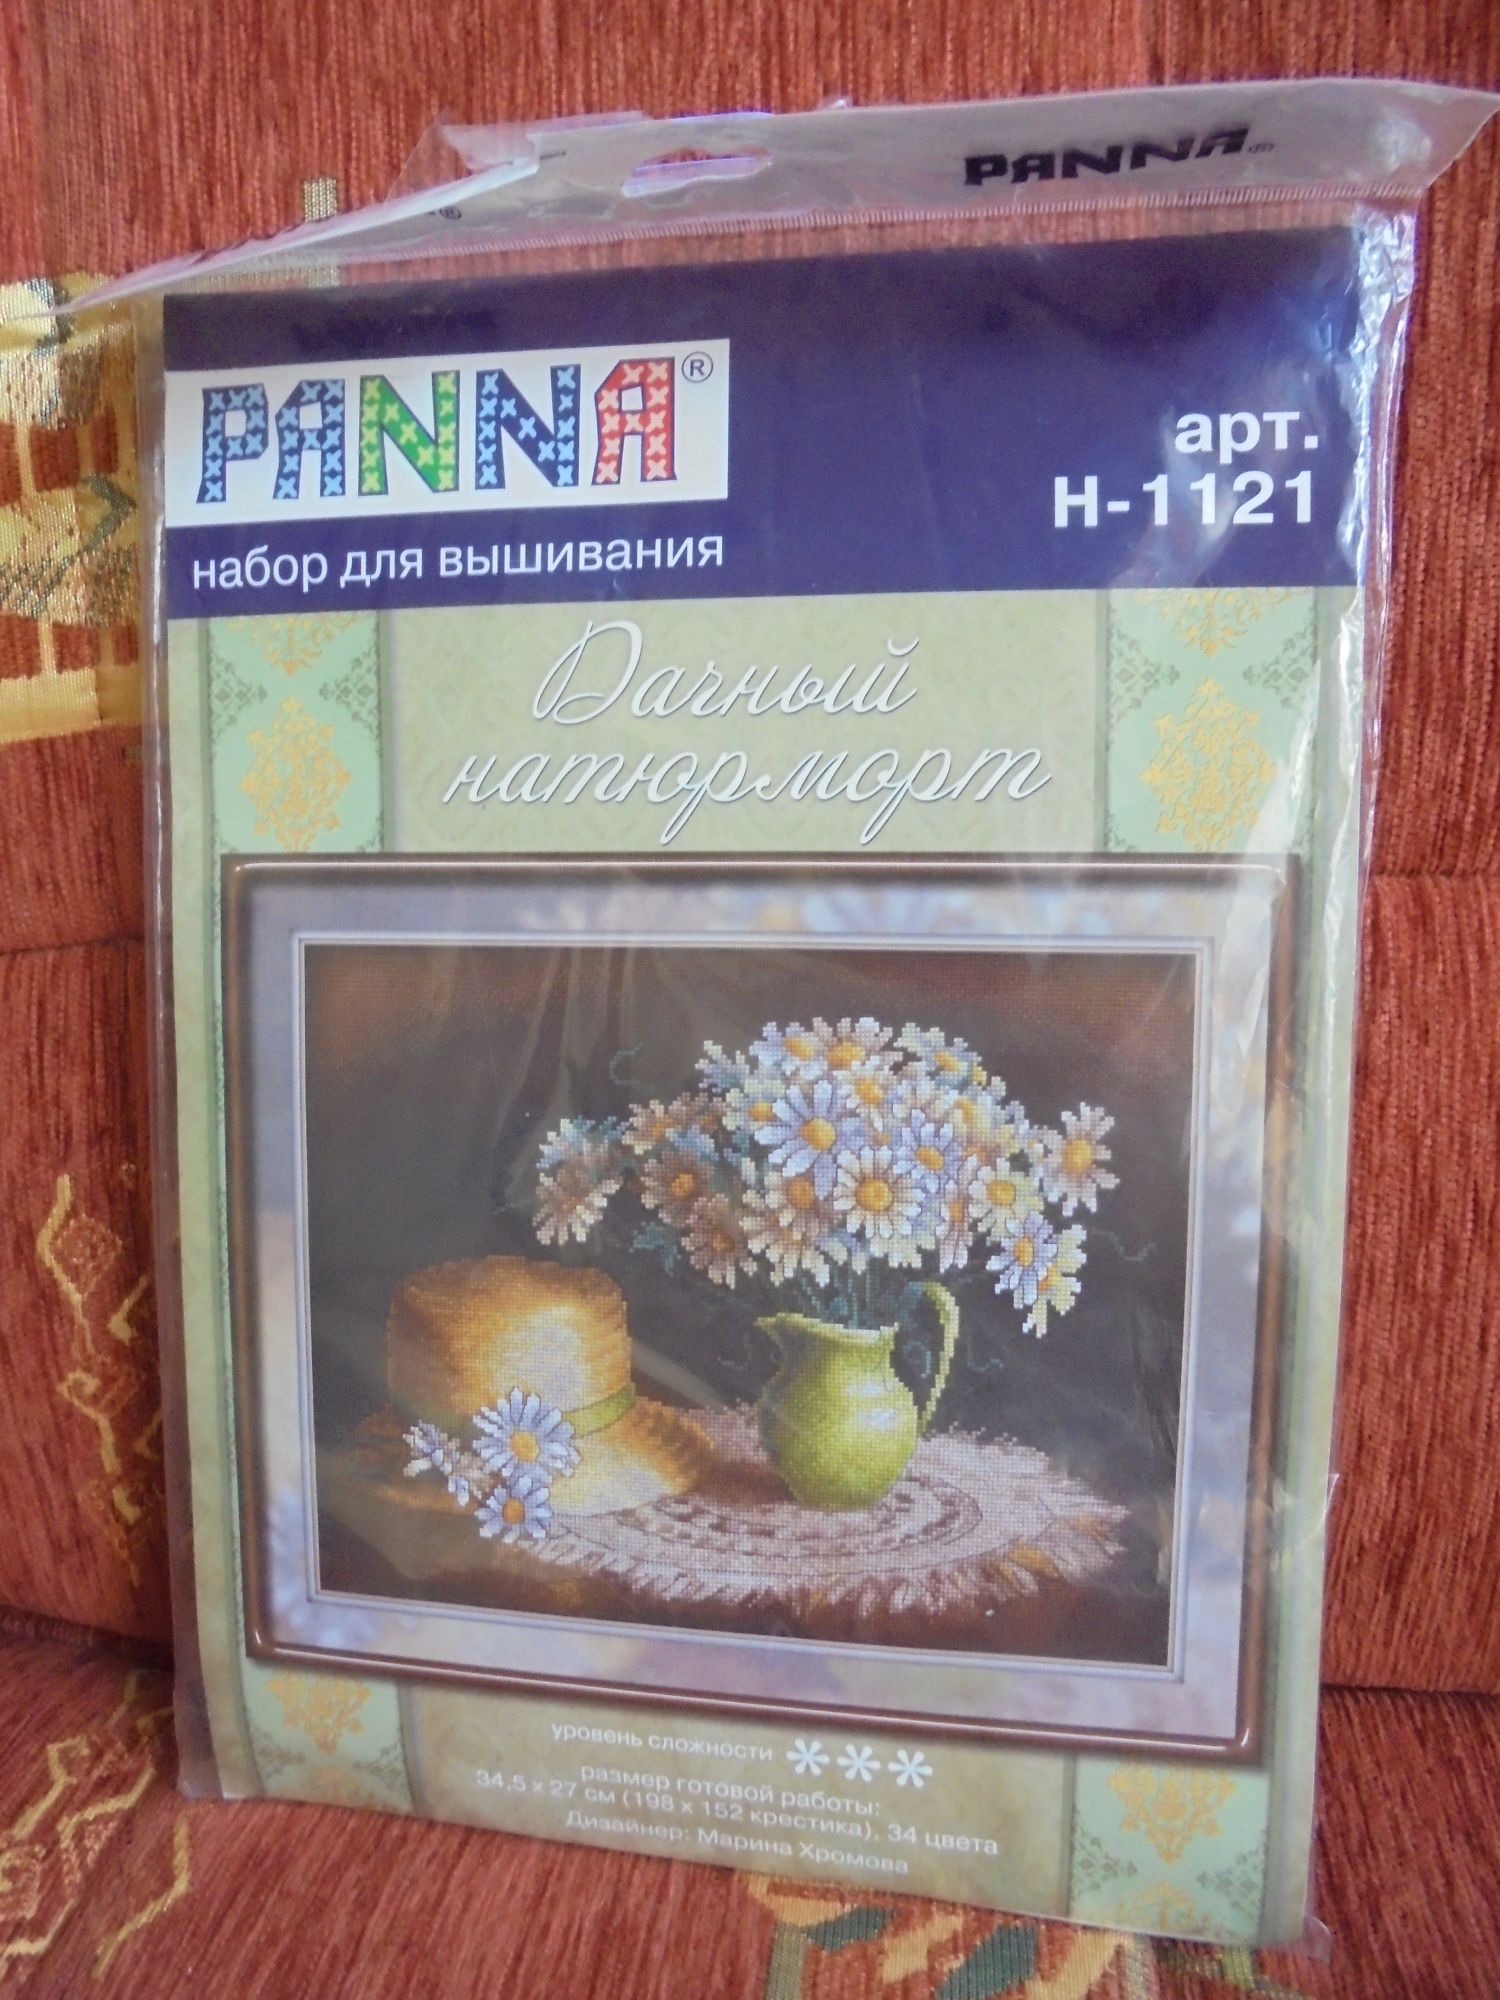 PANNA®
®
PANNA®
арт.
Н-1121
набор для вышивания
Дачный
натюрморт
уровень сложности ***
размер готовой работы:
34,5 x 27 см (198 x 152 крестика), 34 цвета
Дизайнер: Марина Хромова